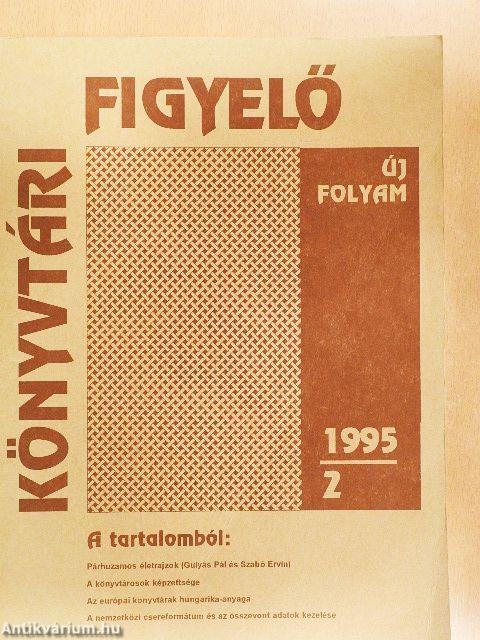 KÖNYVTÁRI
FIGYELŐ
ÚJ
FOLYAM
1995
2
A tartalomból:
Párhuzamos életrajzok (Gulyás Pál és Szabó Ervin)
A könyvtárosok képzettsége
Az európai könyvtárak hungarika-anyaga
A nemzetközi csereformátum és az összevont adatok kezelése
Antikvárium.hu